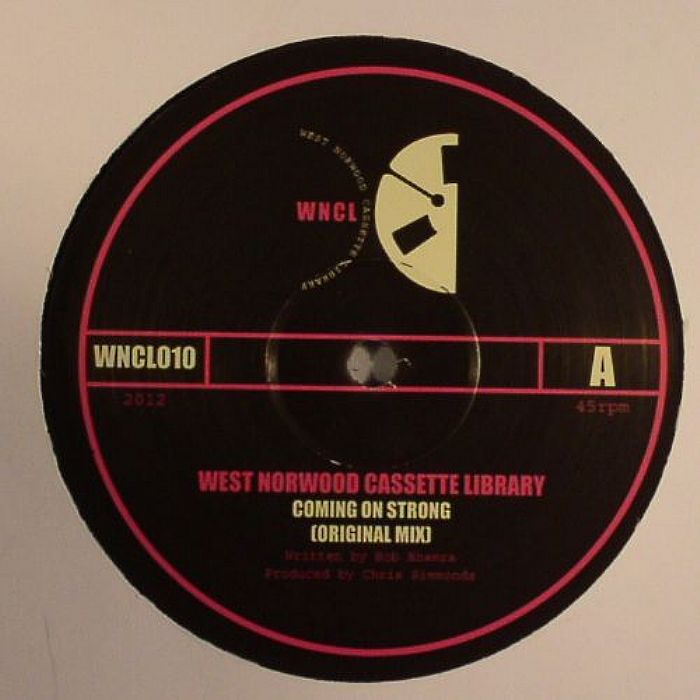 WEST NORWOOD CASSETTE LIBRARY
WNCL
WNCL010
A
2012
45rpm
WEST NORWOOD CASSETTE LIBRARY
COMING ON STRONG
(ORIGINAL MIX)
Written by Bob Bhamra
Produced by Chris Simmonds